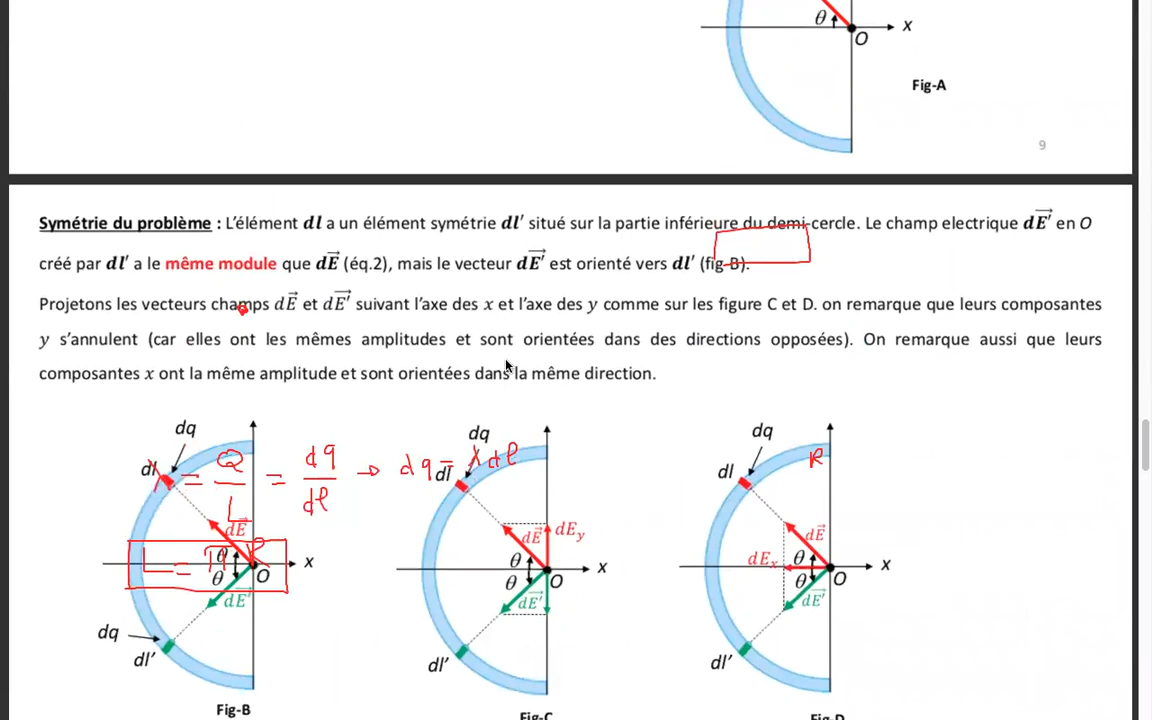 θ
x
O
Fig-A
9
Symétrie du problème : L'élément dl a un élément symétrie dl′ situé sur la partie inférieure du demi-cercle. Le champ electrique dE⃗′ en O
créé par dl′ a le même module que dE⃗ (éq.2), mais le vecteur dE⃗′ est orienté vers dl′ (fig-B).
Projetons les vecteurs champs dE⃗ et dE⃗′ suivant l'axe des x et l'axe des y comme sur les figure C et D. on remarque que leurs composantes
y s'annulent (car elles ont les mêmes amplitudes et sont orientées dans des directions opposées). On remarque aussi que leurs
composantes x ont la même amplitude et sont orientées dans la même direction.
dq
dl
λ = Q/L = dq/dl → dq = λdl
dE⃗
L = πR
θ
θ
O
x
dE⃗′
dq
dl′
Fig-B
dq
dl
dE⃗
dE_y
θ
θ
O
x
dE⃗′
dl′
Fig-C
dq
R
dl
dE⃗
dE_x
θ
θ
O
x
dE⃗′
dl′
Fig-D